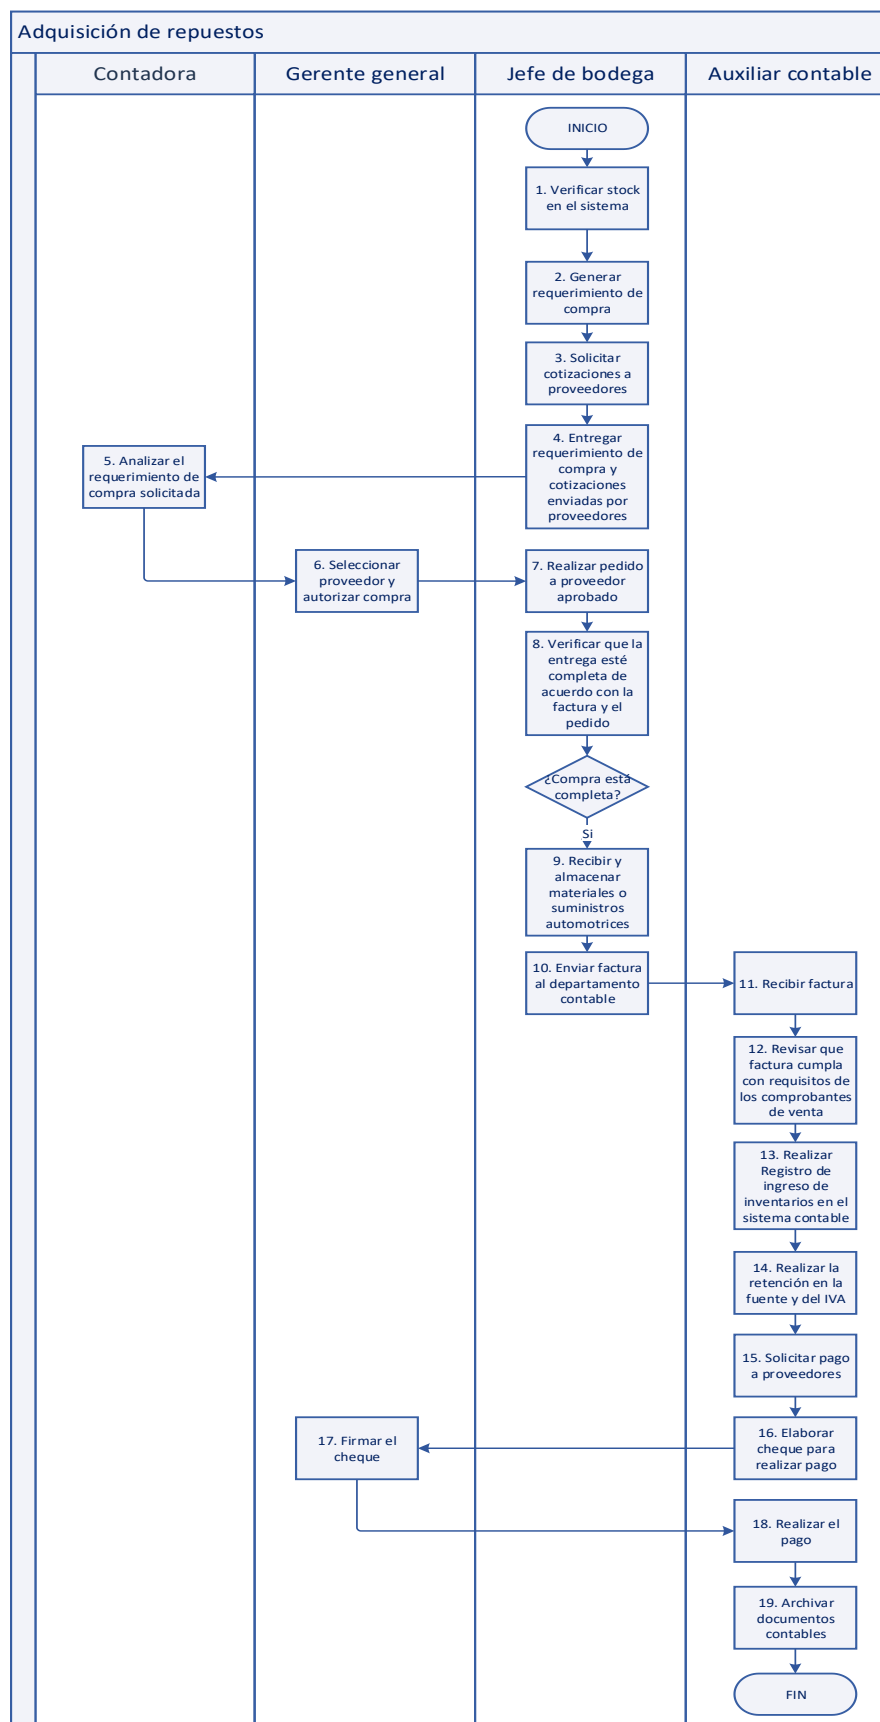 Adquisición de repuestos
Contadora
Gerente general
Jefe de bodega
Auxiliar contable
INICIO
1. Verificar stock
en el sistema
2. Generar
requerimiento de
compra
3. Solicitar
cotizaciones a
proveedores
4. Entregar
requerimiento de
compra y
cotizaciones
enviadas por
proveedores
5. Analizar el
requerimiento de
compra solicitada
6. Seleccionar
proveedor y
autorizar compra
7. Realizar pedido
a proveedor
aprobado
8. Verificar que la
entrega esté
completa de
acuerdo con la
factura y el
pedido
¿Compra está
completa?
Si
9. Recibir y
almacenar
materiales o
suministros
automotrices
10. Enviar factura
al departamento
contable
11. Recibir factura
12. Revisar que
factura cumpla
con requisitos de
los comprobantes
de venta
13. Realizar
Registro de
ingreso de
inventarios en el
sistema contable
14. Realizar la
retención en la
fuente y del IVA
15. Solicitar pago
a proveedores
16. Elaborar
cheque para
realizar pago
17. Firmar el
cheque
18. Realizar el
pago
19. Archivar
documentos
contables
FIN